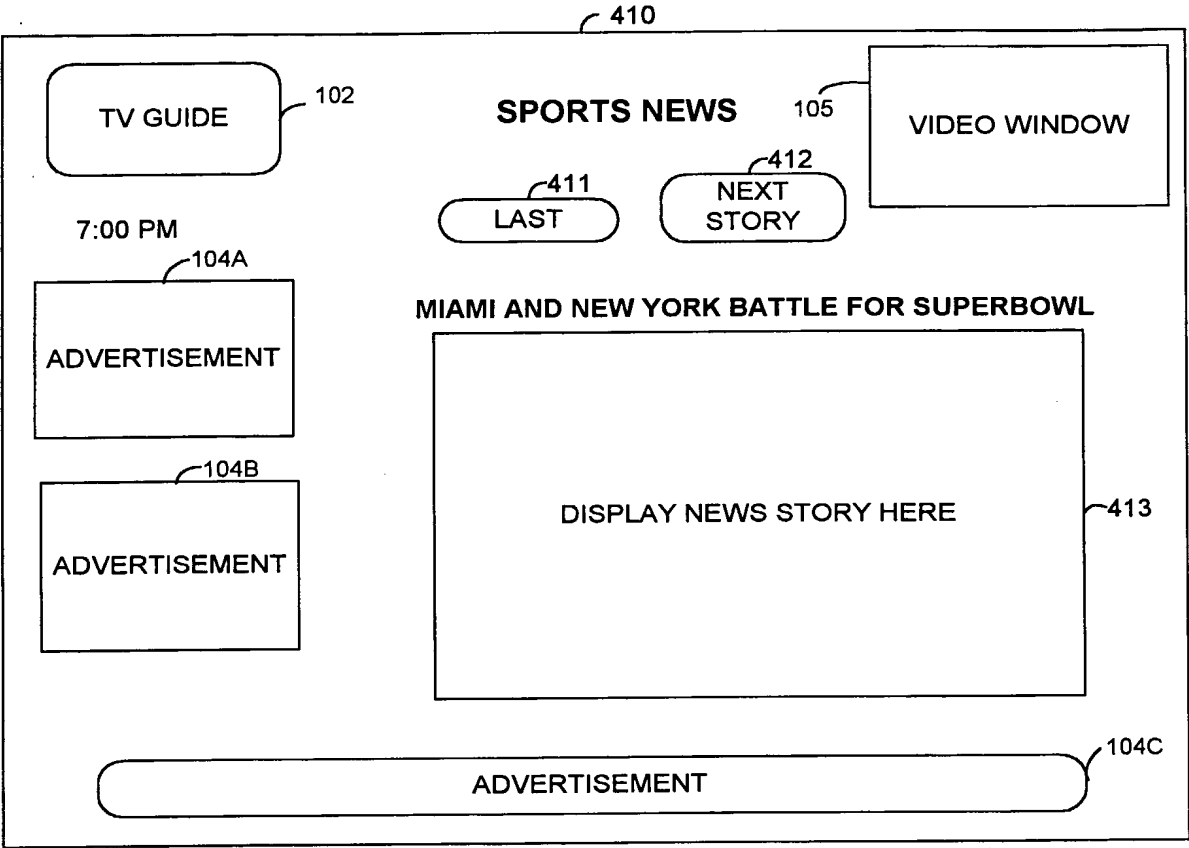 410
TV GUIDE
102
SPORTS NEWS
105
VIDEO WINDOW
411
LAST
412
NEXT
STORY
7:00 PM
104A
ADVERTISEMENT
MIAMI AND NEW YORK BATTLE FOR SUPERBOWL
104B
ADVERTISEMENT
DISPLAY NEWS STORY HERE
413
104C
ADVERTISEMENT